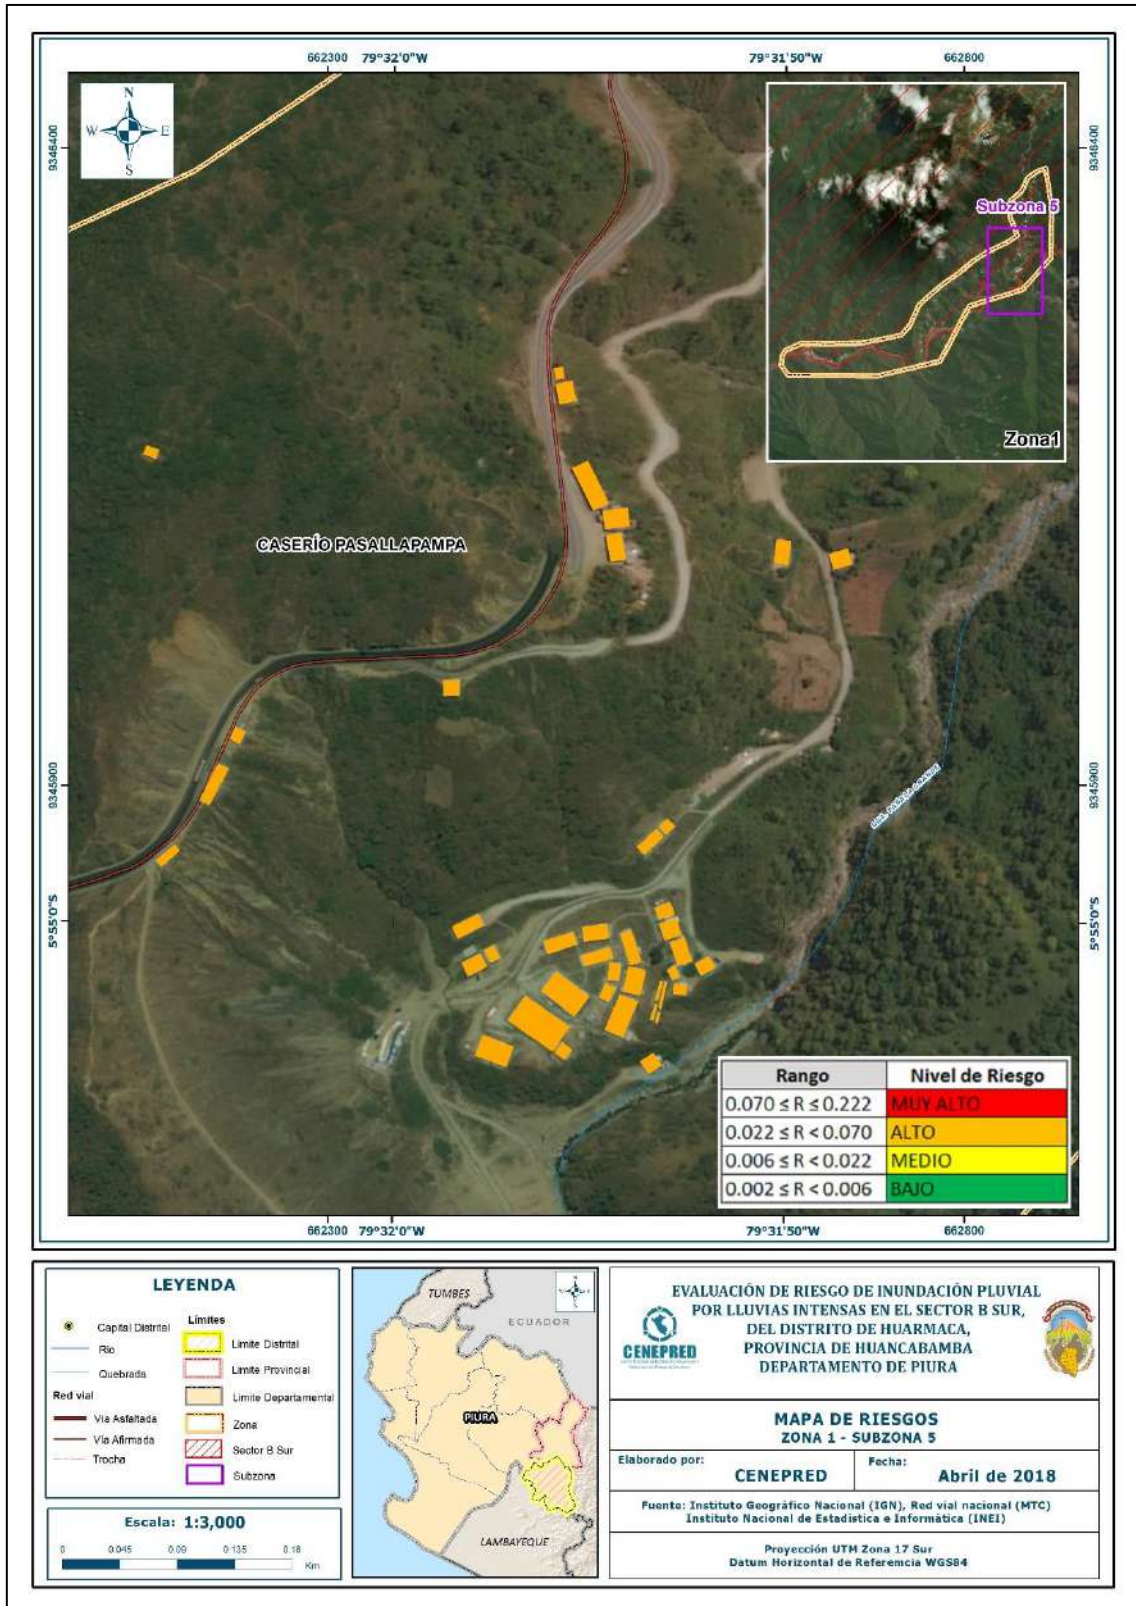 662300 79°32'0"W 79°31'50"W 662800
N
W E
S
9346400
9346400
Subzona 5
Zona1
CASERÍO PASALLAPAMPA
9345900
9345900
5°55'0"S
5°55'0"S
Rango Nivel de Riesgo
0.070 ≤ R ≤ 0.222 MUY ALTO
0.022 ≤ R < 0.070 ALTO
0.006 ≤ R < 0.022 MEDIO
0.002 ≤ R < 0.006 BAJO
662300 79°32'0"W 79°31'50"W 662800
LEYENDA
Capital Distrital
Río
Quebrada
Red vial
Vía Asfaltada
Vía Afirmada
Trocha
Límites
Límite Distrital
Límite Provincial
Límite Departamental
Zona
Sector B Sur
Subzona
Escala: 1:3,000
0 0.045 0.09 0.135 0.18
Km
TUMBES
ECUADOR
PIURA
LAMBAYEQUE
CENEPRED
EVALUACIÓN DE RIESGO DE INUNDACIÓN PLUVIAL
POR LLUVIAS INTENSAS EN EL SECTOR B SUR,
DEL DISTRITO DE HUARMACA,
PROVINCIA DE HUANCABAMBA
DEPARTAMENTO DE PIURA
MAPA DE RIESGOS
ZONA 1 - SUBZONA 5
Elaborado por: CENEPRED
Fecha: Abril de 2018
Fuente: Instituto Geográfico Nacional (IGN), Red vial nacional (MTC)
Instituto Nacional de Estadística e Informática (INEI)
Proyección UTM Zona 17 Sur
Datum Horizontal de Referencia WGS84